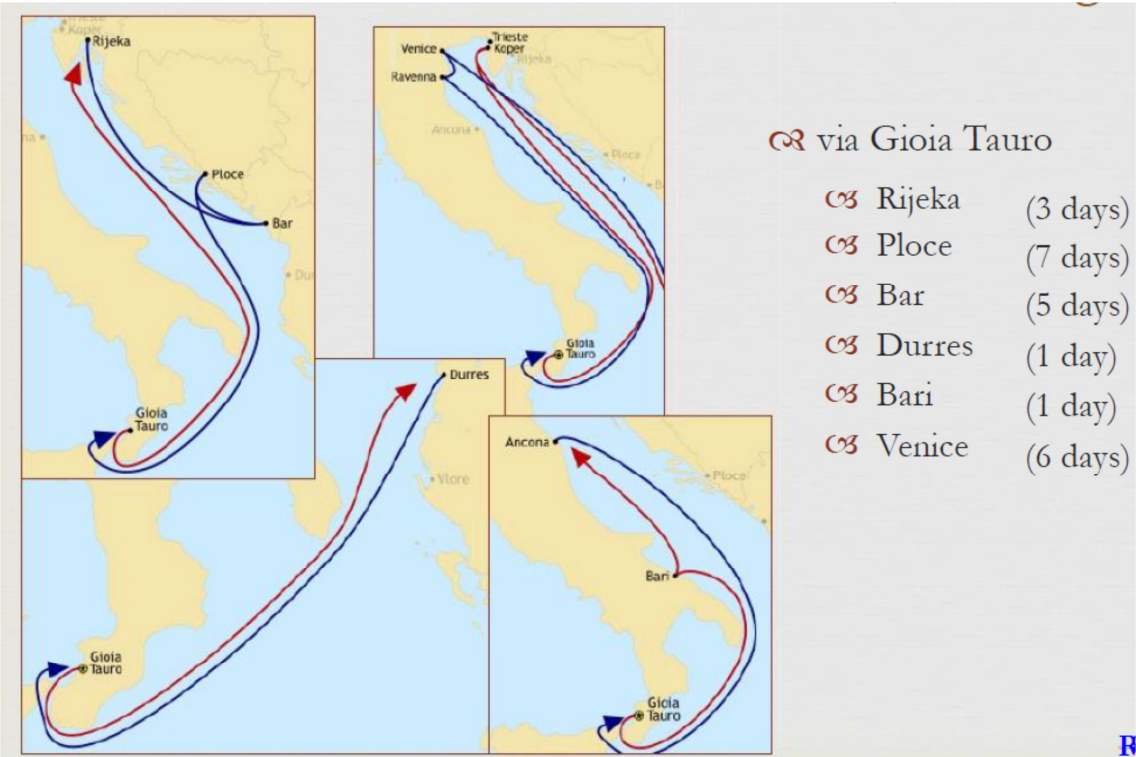 Trieste
Koper
Rijeka
Ploce
Bar
Gioia
Tauro
Venice
Trieste
Koper
Rijeka
Ravenna
Ancona
Ploce
B
Gioia
Tauro
Durres
Vlore
Gioia
Tauro
Ancona
Ploce
Bari
Gioia
Tauro
via Gioia Tauro
Rijeka (3 days)
Ploce (7 days)
Bar (5 days)
Durres (1 day)
Bari (1 day)
Venice (6 days)
R